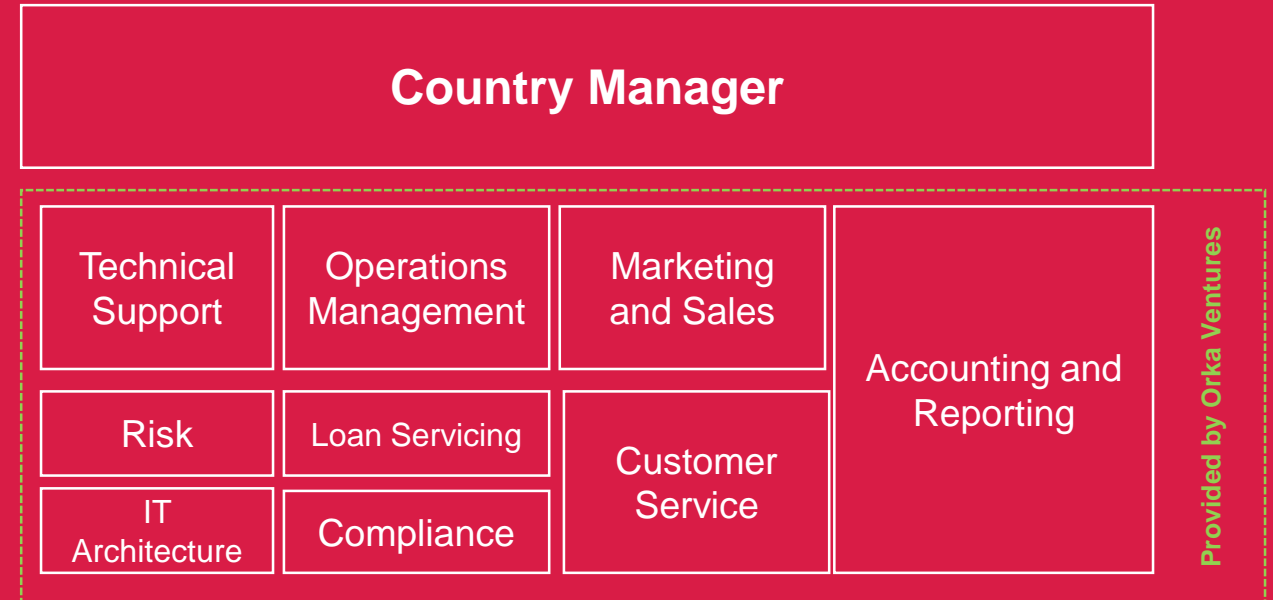 Country Manager
Technical
Support
Operations
Management
Marketing
and Sales
Accounting and
Reporting
Risk
Loan Servicing
Customer
Service
IT
Architecture
Compliance
Provided by Orka Ventures